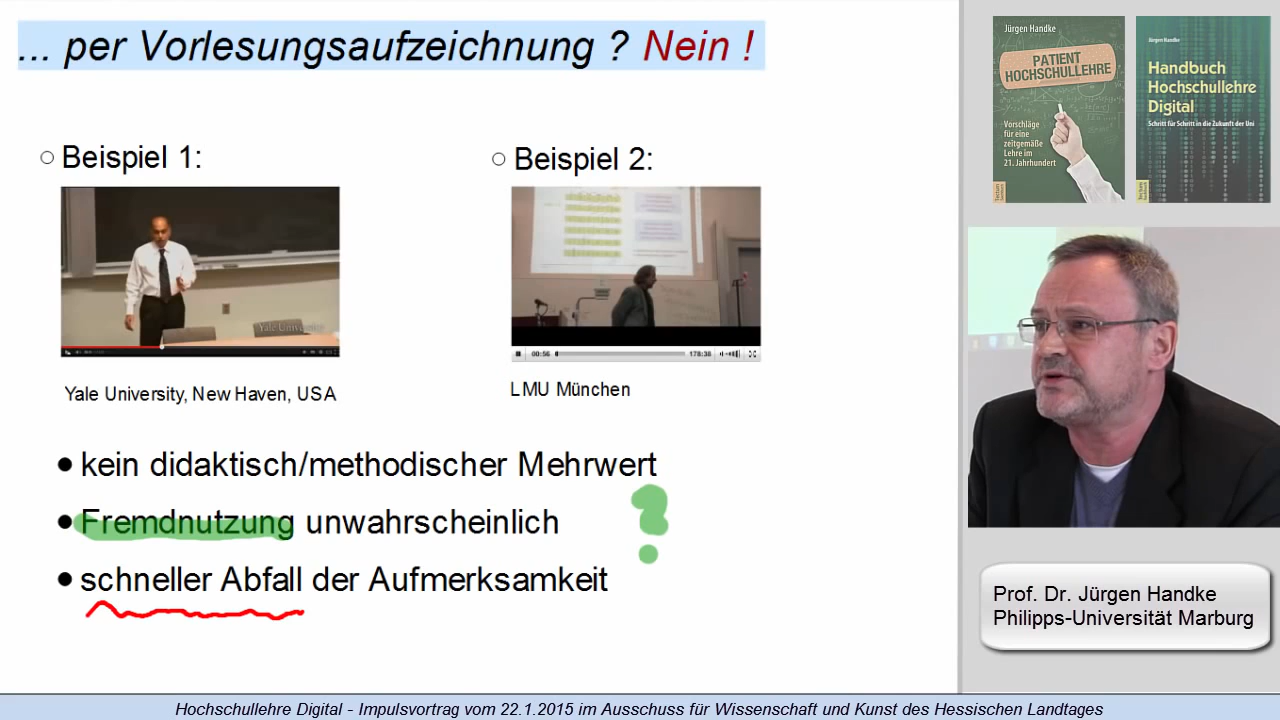 ... per Vorlesungsaufzeichnung ? Nein !
Beispiel 1:
Beispiel 2:
Yale University
00:56
178:38
Yale University, New Haven, USA
LMU München
kein didaktisch/methodischer Mehrwert
Fremdnutzung unwahrscheinlich
?
schneller Abfall der Aufmerksamkeit
Jürgen Handke
PATIENT
HOCHSCHULLEHRE
Vorschläge
für eine
zeitgemäße
Lehre im
21. Jahrhundert
Jürgen Handke
Handbuch
Hochschullehre
Digital
Schritt für Schritt in die Zukunft der Uni
Prof. Dr. Jürgen Handke
Philipps-Universität Marburg
Hochschullehre Digital - Impulsvortrag vom 22.1.2015 im Ausschuss für Wissenschaft und Kunst des Hessischen Landtages